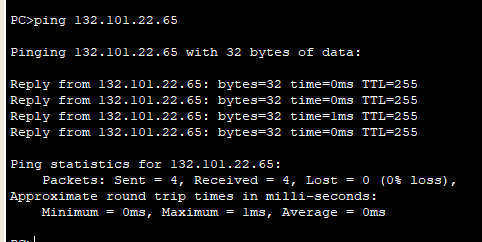 PC>ping 132.101.22.65
Pinging 132.101.22.65 with 32 bytes of data:
Reply from 132.101.22.65: bytes=32 time=0ms TTL=255
Reply from 132.101.22.65: bytes=32 time=0ms TTL=255
Reply from 132.101.22.65: bytes=32 time=1ms TTL=255
Reply from 132.101.22.65: bytes=32 time=0ms TTL=255
Ping statistics for 132.101.22.65:
Packets: Sent = 4, Received = 4, Lost = 0 (0% loss),
Approximate round trip times in milli-seconds:
Minimum = 0ms, Maximum = 1ms, Average = 0ms
PC>